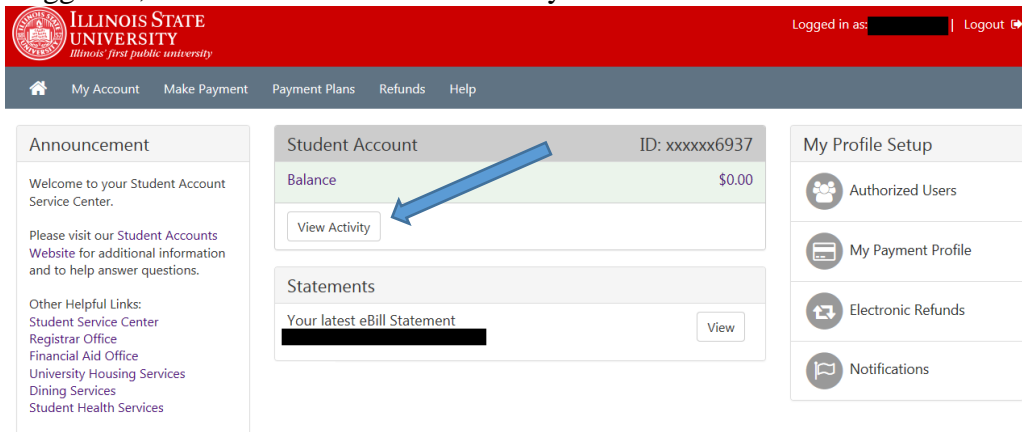 ILLINOIS STATE
UNIVERSITY
Illinois' first public university
Logged in as:
| Logout
My Account Make Payment Payment Plans Refunds Help
Announcement
Welcome to your Student Account
Service Center.
Please visit our Student Accounts
Website for additional information
and to help answer questions.
Other Helpful Links:
Student Service Center
Registrar Office
Financial Aid Office
University Housing Services
Dining Services
Student Health Services
Student Account ID: xxxxxx6937
Balance $0.00
View Activity
Statements
Your latest eBill Statement
View
My Profile Setup
Authorized Users
My Payment Profile
Electronic Refunds
Notifications